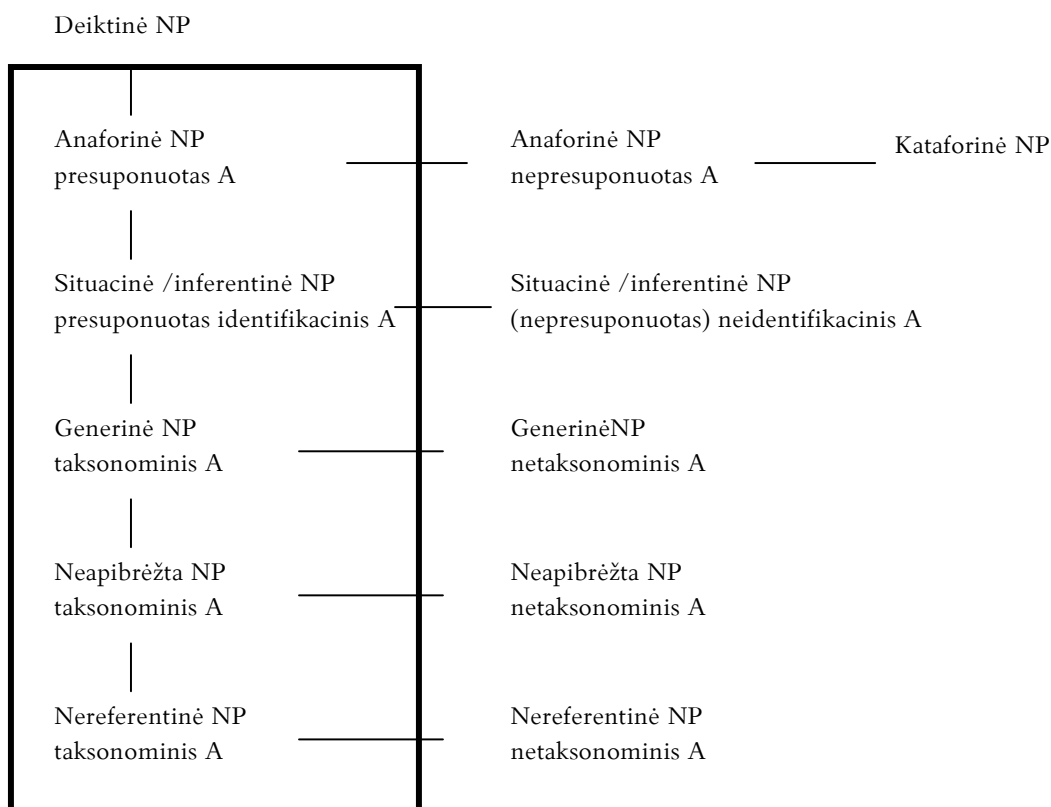 Deiktinė NP
Anaforinė NP
presuponuotas A
Anaforinė NP
nepresuponuotas A
Kataforinė NP
Situacinė /inferentinė NP
presuponuotas identifikacinis A
Situacinė /inferentinė NP
(nepresuponuotas) neidentifikacinis A
Generinė NP
taksonominis A
GenerinėNP
netaksonominis A
Neapibrėžta NP
taksonominis A
Neapibrėžta NP
netaksonominis A
Nereferentinė NP
taksonominis A
Nereferentinė NP
netaksonominis A